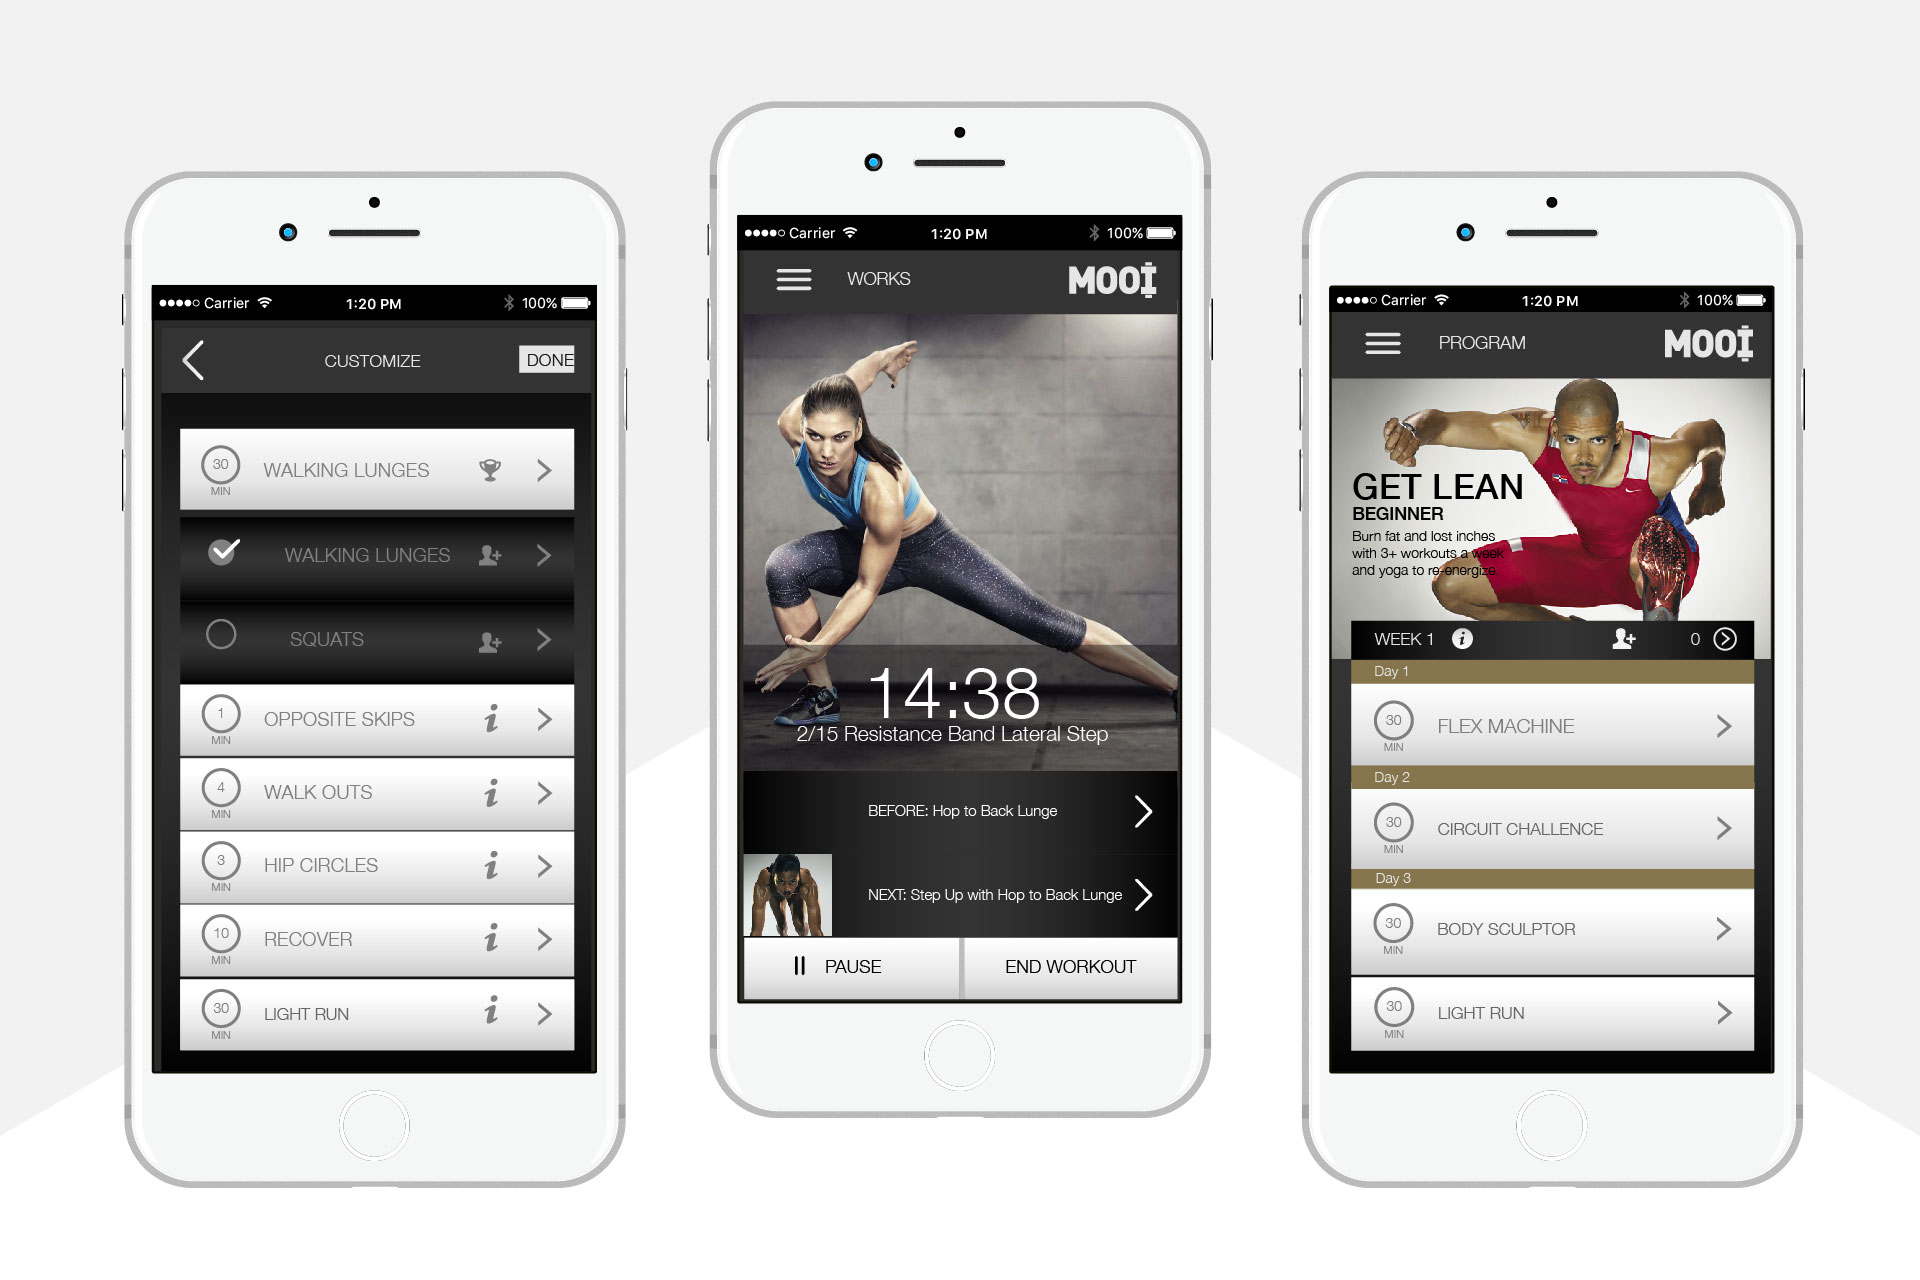 Carrier 1:20 PM 100%
CUSTOMIZE DONE
30 MIN WALKING LUNGES
WALKING LUNGES
SQUATS
1 MIN OPPOSITE SKIPS
4 MIN WALK OUTS
3 MIN HIP CIRCLES
10 MIN RECOVER
30 MIN LIGHT RUN
Carrier 1:20 PM 100%
WORKS MOOI
14:38
2/15 Resistance Band Lateral Step
BEFORE: Hop to Back Lunge
NEXT: Step Up with Hop to Back Lunge
PAUSE END WORKOUT
Carrier 1:20 PM 100%
PROGRAM MOOI
GET LEAN
BEGINNER
Burn fat and lost inches
with 3+ workouts a week
and yoga to re-energize.
WEEK 1 i 0
Day 1
30 MIN FLEX MACHINE
Day 2
30 MIN CIRCUIT CHALLENCE
Day 3
30 MIN BODY SCULPTOR
30 MIN LIGHT RUN